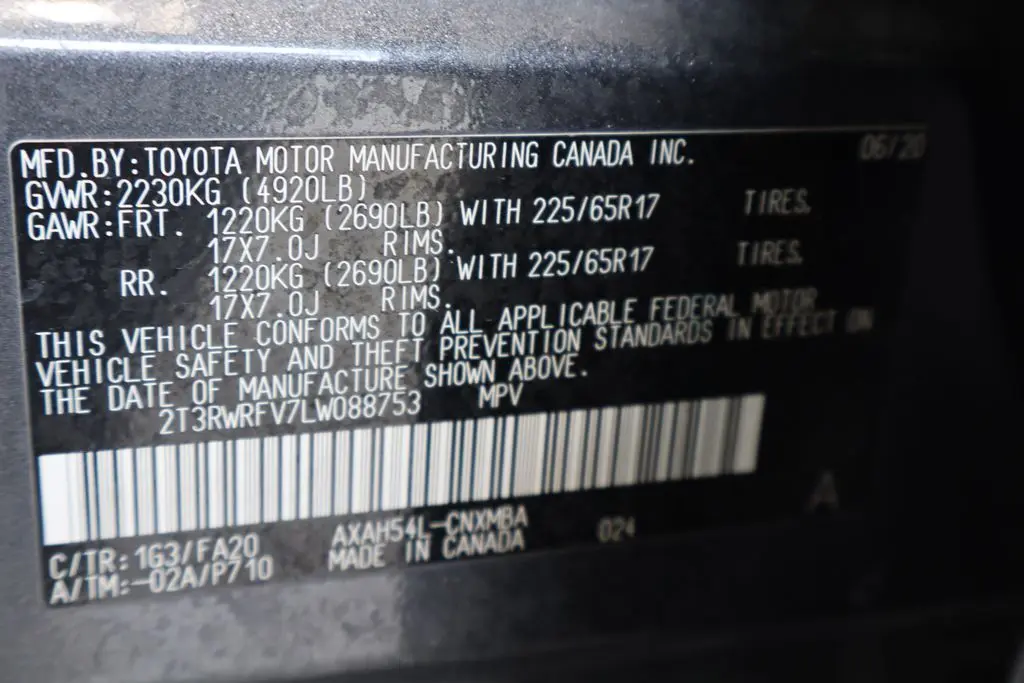 MFD.BY:TOYOTA MOTOR MANUFACTURING CANADA INC. 06/20
GVWR:2230KG (4920LB)
GAWR:FRT. 1220KG (2690LB) WITH 225/65R17 TIRES.
17X7.0J RIMS.
RR. 1220KG (2690LB) WITH 225/65R17 TIRES.
17X7.0J RIMS.
THIS VEHICLE CONFORMS TO ALL APPLICABLE FEDERAL MOTOR
VEHICLE SAFETY AND THEFT PREVENTION STANDARDS IN EFFECT ON
THE DATE OF MANUFACTURE SHOWN ABOVE.
2T3RWRFV7LW088753 MPV
A
C/TR:1G3/FA20 AXAH54L-CNXMBA 024
A/TM:-02A/P710 MADE IN CANADA